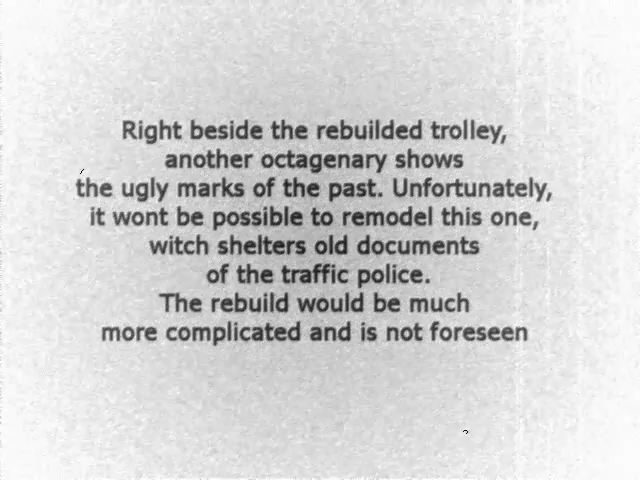 Right beside the rebuilded trolley,
another octagenary shows
the ugly marks of the past. Unfortunately,
it wont be possible to remodel this one,
witch shelters old documents
of the traffic police.
The rebuild would be much
more complicated and is not foreseen